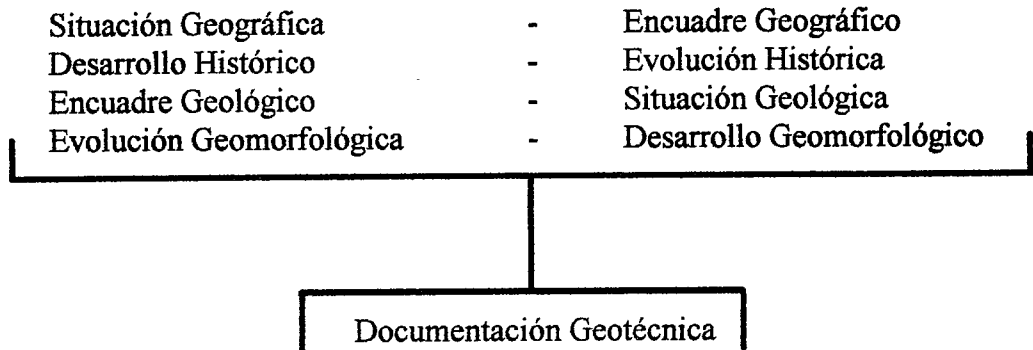 Situación Geográfica - Encuadre Geográfico
Desarrollo Histórico - Evolución Histórica
Encuadre Geológico - Situación Geológica
Evolución Geomorfológica - Desarrollo Geomorfológico
Documentación Geotécnica